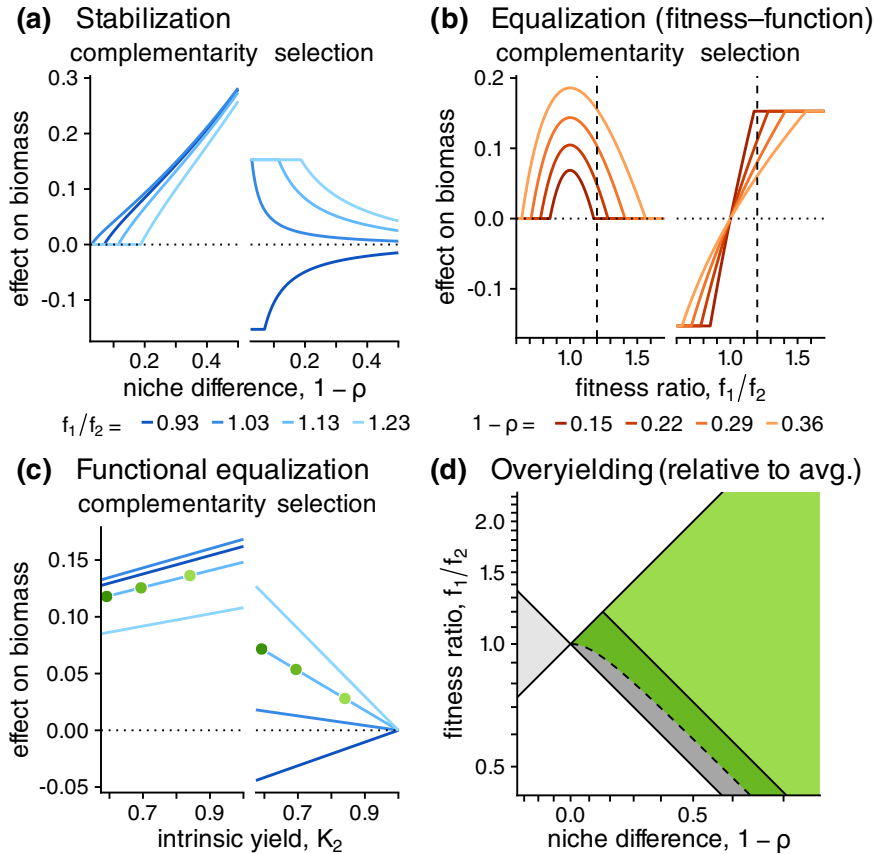 (a) Stabilization
complementarity selection
effect on biomass
0.3
0.2
0.1
0.0
-0.1
0.2 0.4 0.2 0.4
niche difference, 1 − ρ
f₁/f₂ = 0.93 1.03 1.13 1.23
(b) Equalization (fitness–function)
complementarity selection
effect on biomass
0.2
0.1
0.0
-0.1
1.0 1.5 1.0 1.5
fitness ratio, f₁/f₂
1 − ρ = 0.15 0.22 0.29 0.36
(c) Functional equalization
complementarity selection
effect on biomass
0.15
0.10
0.05
0.00
-0.05
0.7 0.9 0.7 0.9
intrinsic yield, K₂
(d) Overyielding (relative to avg.)
fitness ratio, f₁/f₂
2.0
1.5
1.0
0.5
0.0 0.5
niche difference, 1 − ρ